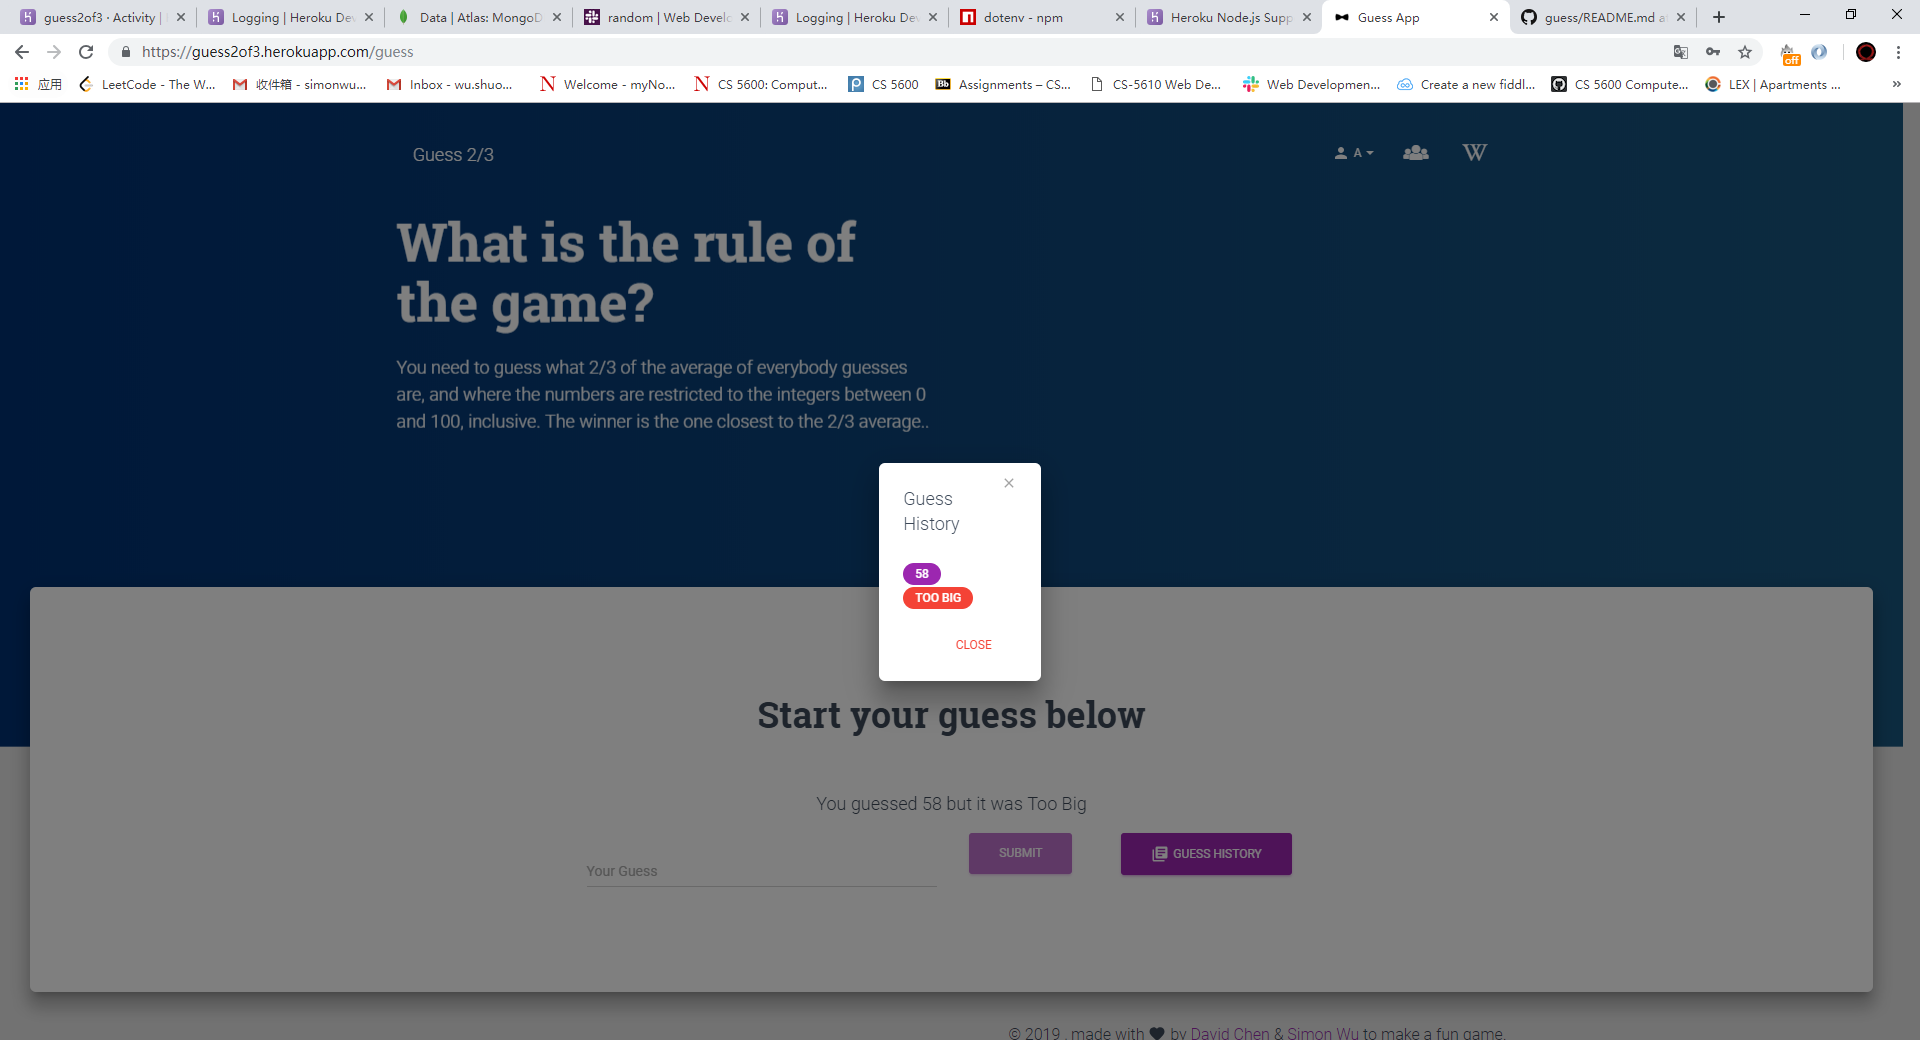 guess2of3 · Activity |
Logging | Heroku De
Data | Atlas: MongoD
random | Web Develo
Logging | Heroku De
dotenv - npm
Heroku Node.js Supp
Guess App
guess/README.md a
https://guess2of3.herokuapp.com/guess
off
应用
LeetCode - The W...
收件箱 - simonwu...
Inbox - wu.shuo...
Welcome - myNo...
CS 5600: Comput...
CS 5600
Assignments – CS...
CS-5610 Web De...
Web Developmen...
Create a new fiddl...
CS 5600 Compute...
LEX | Apartments ...
Guess 2/3
A
W
What is the rule of
the game?
You need to guess what 2/3 of the average of everybody guesses
are, and where the numbers are restricted to the integers between 0
and 100, inclusive. The winner is the one closest to the 2/3 average..
Guess
History
58
TOO BIG
CLOSE
Start your guess below
You guessed 58 but it was Too Big
Your Guess
SUBMIT
GUESS HISTORY
© 2019 , made with by David Chen & Simon Wu to make a fun game.